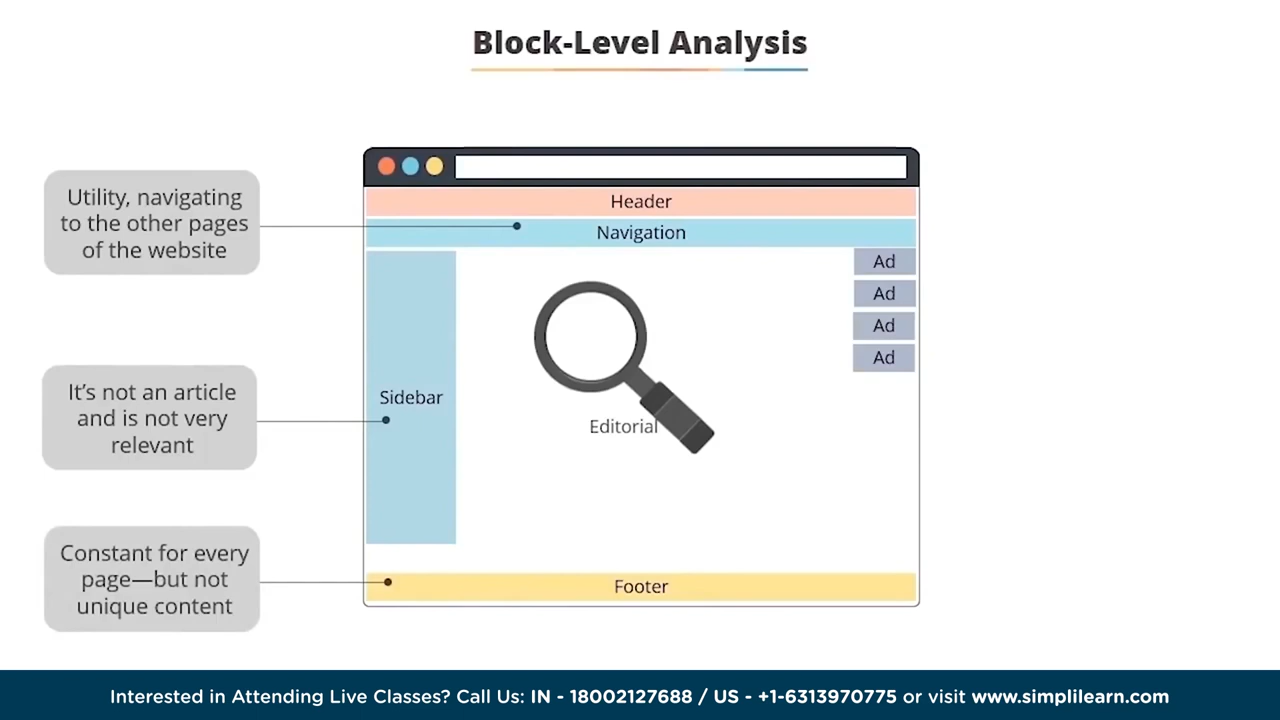 Block-Level Analysis
Utility, navigating
to the other pages
of the website
It’s not an article
and is not very
relevant
Constant for every
page—but not
unique content
Header
Navigation
Ad
Ad
Ad
Ad
Sidebar
Editorial
Footer
Interested in Attending Live Classes? Call Us: IN - 18002127688 / US - +1-6313970775 or visit www.simplilearn.com